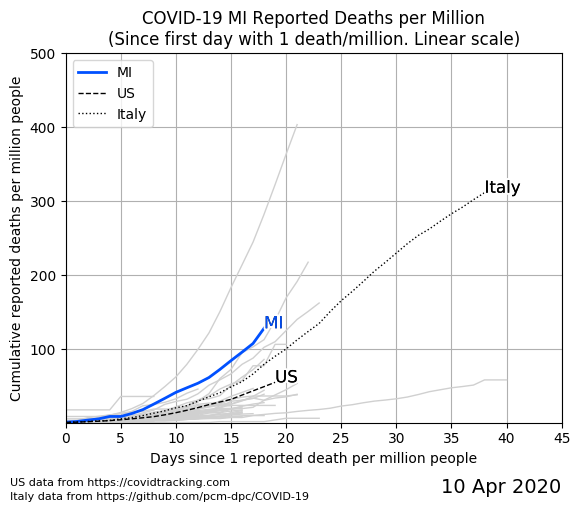 COVID-19 MI Reported Deaths per Million
(Since first day with 1 death/million. Linear scale)
Cumulative reported deaths per million people
500
400
300
200
100
MI
US
Italy
Italy
MI
US
0
5
10
15
20
25
30
35
40
45
Days since 1 reported death per million people
US data from https://covidtracking.com
Italy data from https://github.com/pcm-dpc/COVID-19
10 Apr 2020